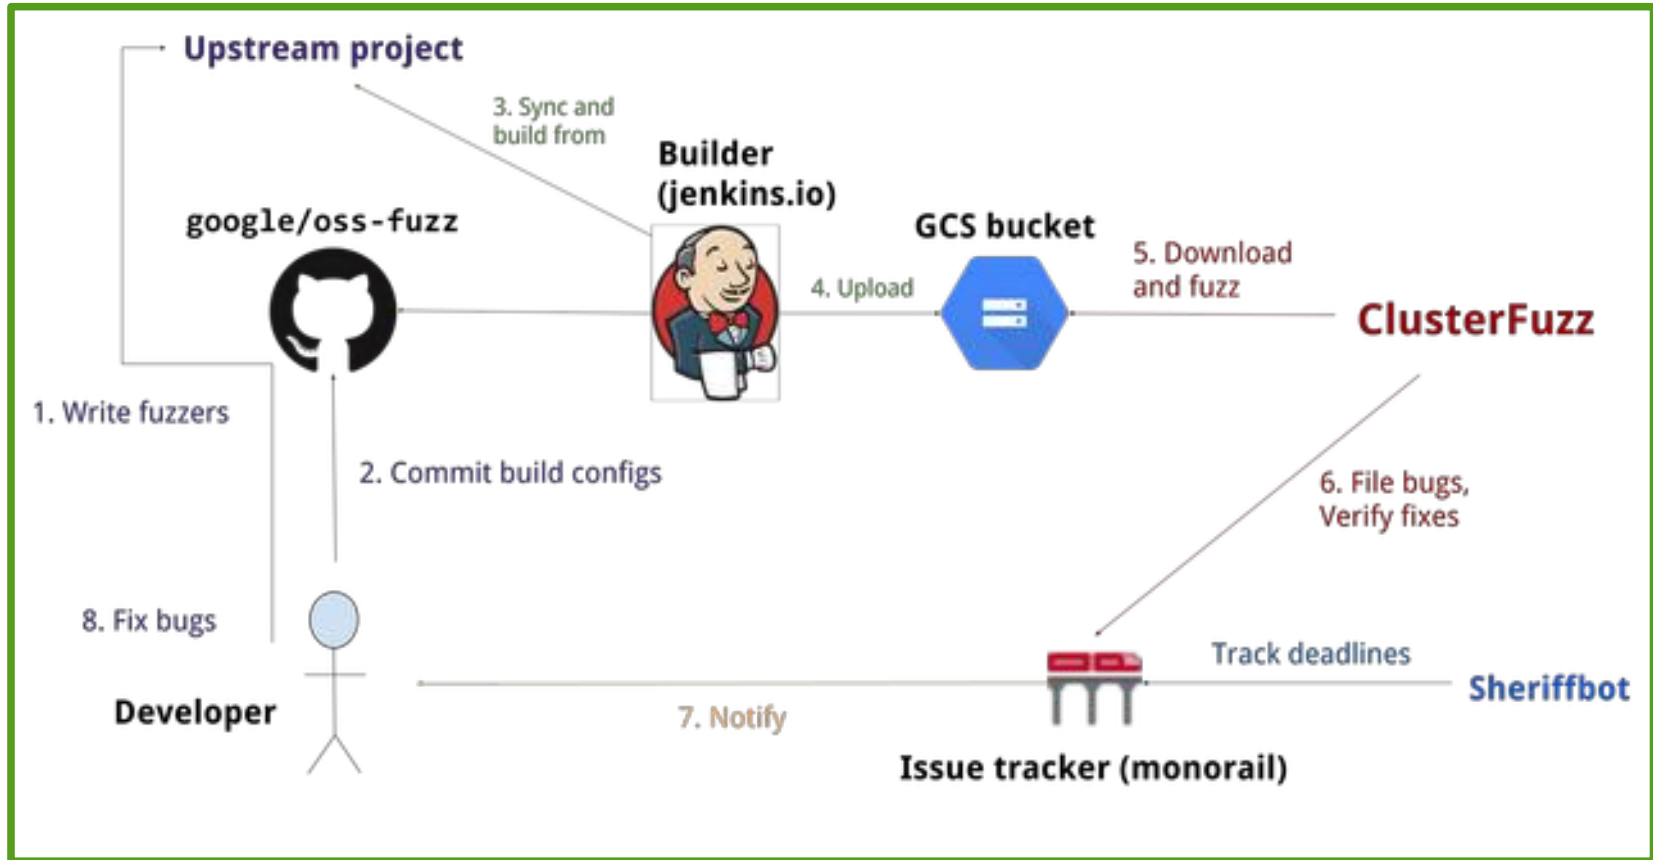 Upstream project
3. Sync and
build from
Builder
(jenkins.io)
google/oss-fuzz
GCS bucket
5. Download
and fuzz
4. Upload
ClusterFuzz
1. Write fuzzers
2. Commit build configs
6. File bugs,
Verify fixes
8. Fix bugs
Developer
7. Notify
Track deadlines
Sheriffbot
Issue tracker (monorail)